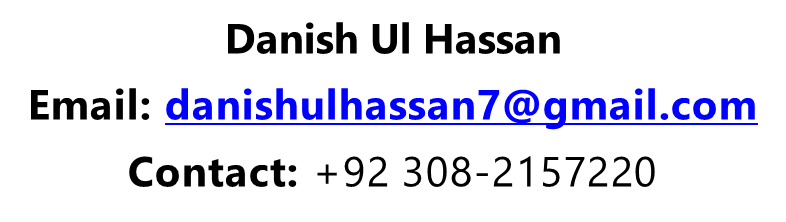 Danish Ul Hassan
Email: danishulhassan7@gmail.com
Contact: +92 308-2157220